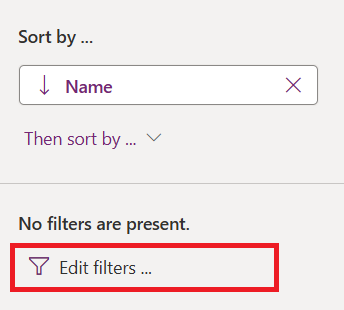 Sort by ...
Name
Then sort by ...
No filters are present.
Edit filters ...